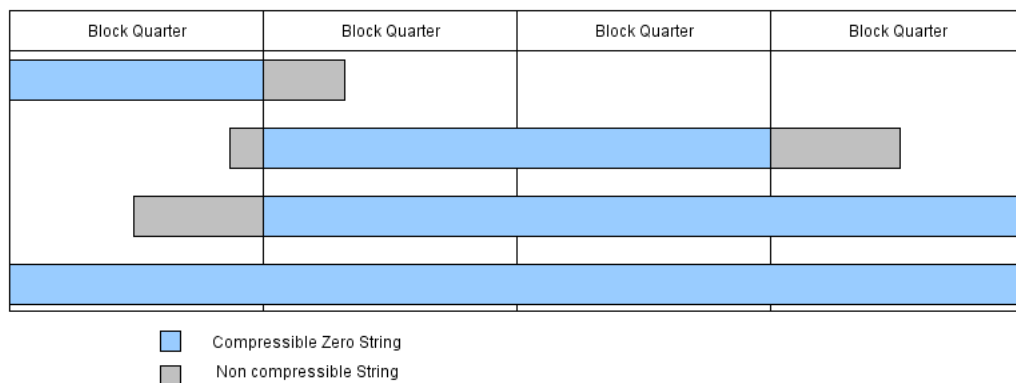 Block Quarter Block Quarter Block Quarter Block Quarter
Compressible Zero String
Non compressible String